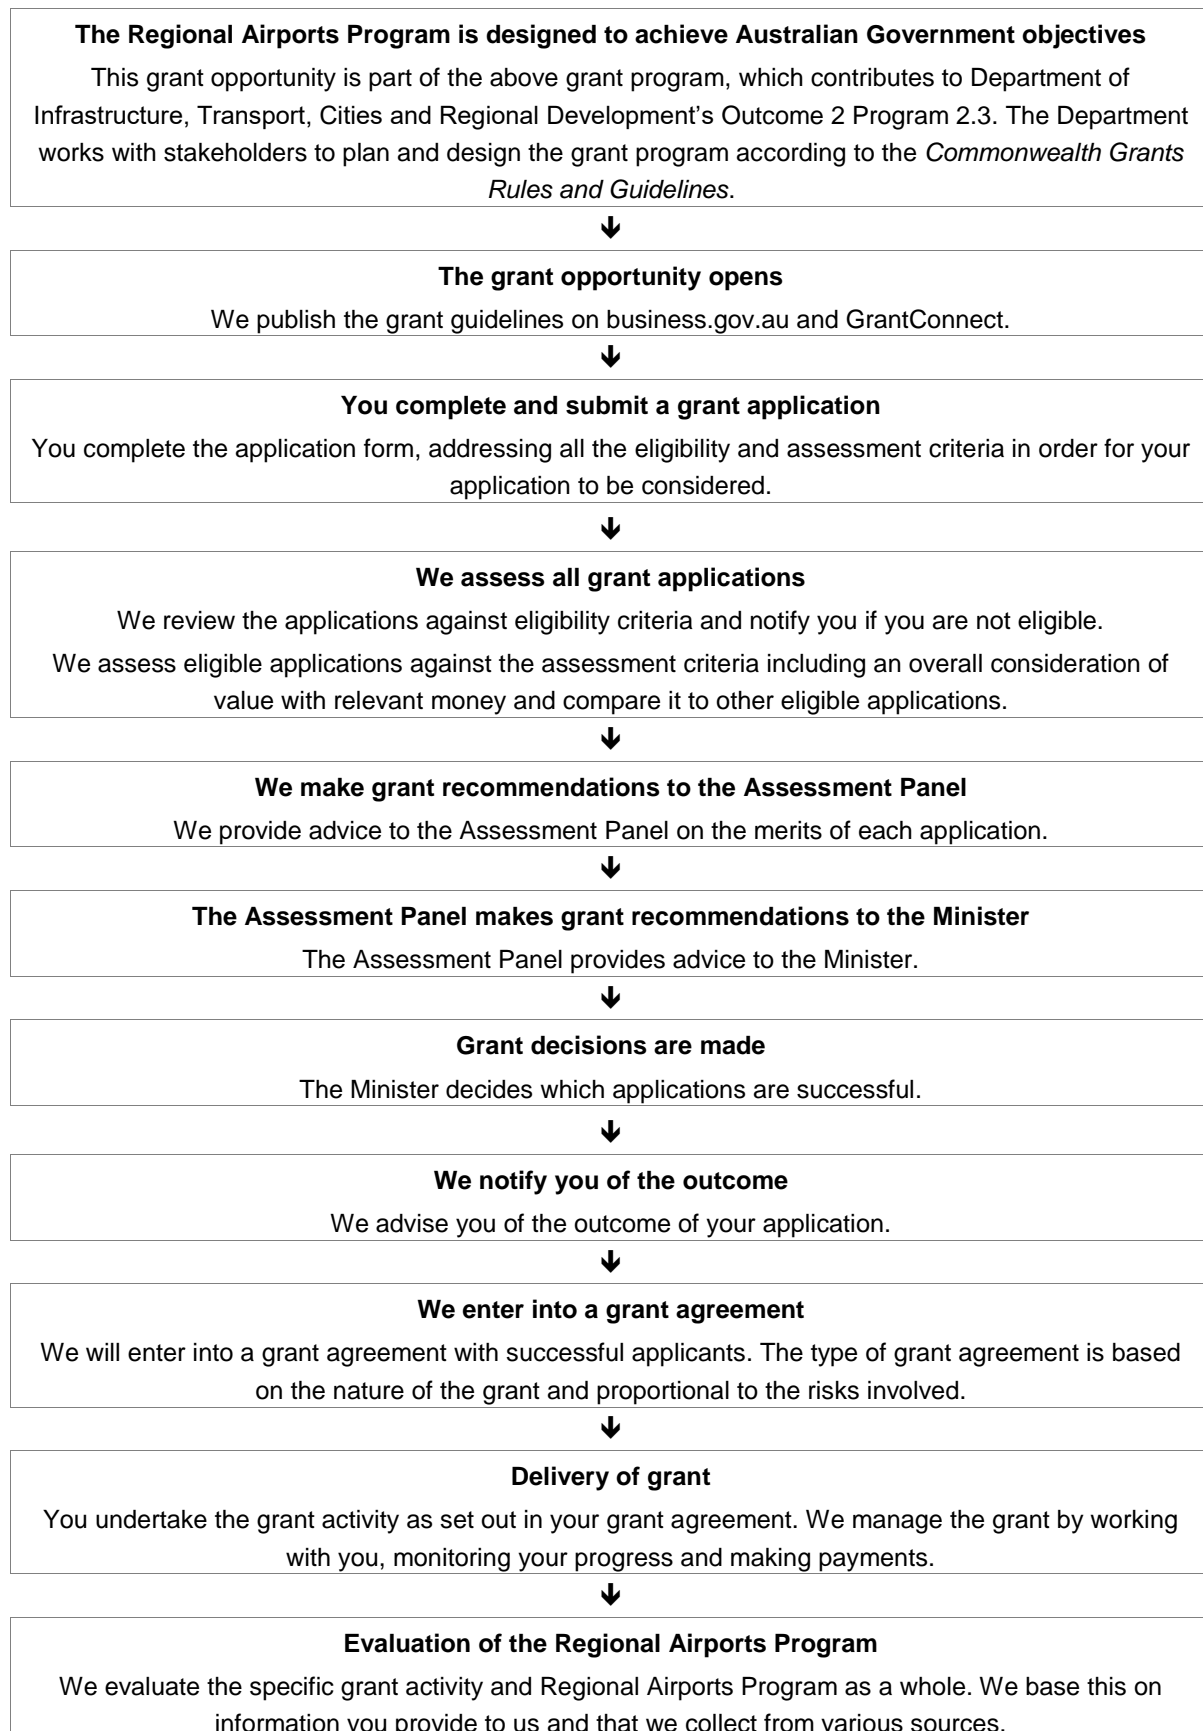 The Regional Airports Program is designed to achieve Australian Government objectives
This grant opportunity is part of the above grant program, which contributes to Department of
Infrastructure, Transport, Cities and Regional Development's Outcome 2 Program 2.3. The Department
works with stakeholders to plan and design the grant program according to the Commonwealth Grants
Rules and Guidelines.
The grant opportunity opens
We publish the grant guidelines on business.gov.au and GrantConnect.
You complete and submit a grant application
You complete the application form, addressing all the eligibility and assessment criteria in order for your
application to be considered.
We assess all grant applications
We review the applications against eligibility criteria and notify you if you are not eligible.
We assess eligible applications against the assessment criteria including an overall consideration of
value with relevant money and compare it to other eligible applications.
We make grant recommendations to the Assessment Panel
We provide advice to the Assessment Panel on the merits of each application.
The Assessment Panel makes grant recommendations to the Minister
The Assessment Panel provides advice to the Minister.
Grant decisions are made
The Minister decides which applications are successful.
We notify you of the outcome
We advise you of the outcome of your application.
We enter into a grant agreement
We will enter into a grant agreement with successful applicants. The type of grant agreement is based
on the nature of the grant and proportional to the risks involved.
Delivery of grant
You undertake the grant activity as set out in your grant agreement. We manage the grant by working
with you, monitoring your progress and making payments.
Evaluation of the Regional Airports Program
We evaluate the specific grant activity and Regional Airports Program as a whole. We base this on
information you provide to us and that we collect from various sources.